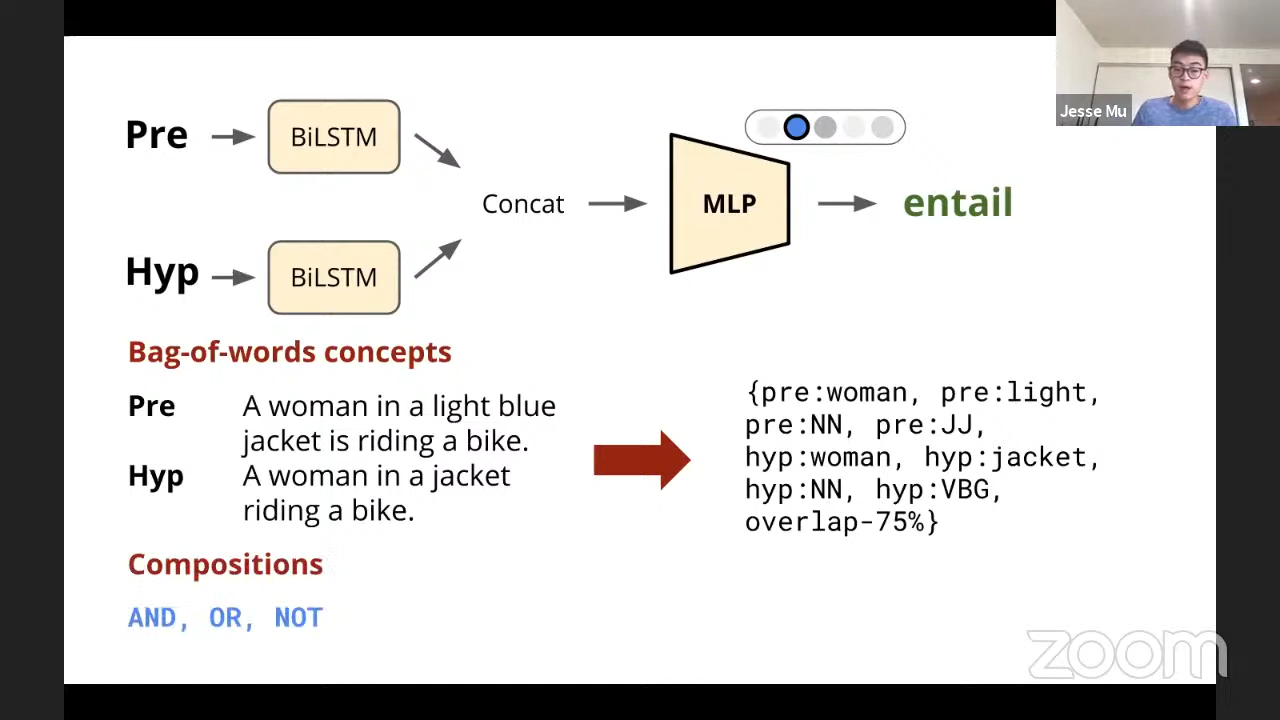 Jesse Mu
Pre
BiLSTM
Concat
MLP
entail
Hyp
BiLSTM
Bag-of-words concepts
Pre A woman in a light blue
jacket is riding a bike.
Hyp A woman in a jacket
riding a bike.
{pre:woman, pre:light,
pre:NN, pre:JJ,
hyp:woman, hyp:jacket,
hyp:NN, hyp:VBG,
overlap-75%}
Compositions
AND, OR, NOT
zoom